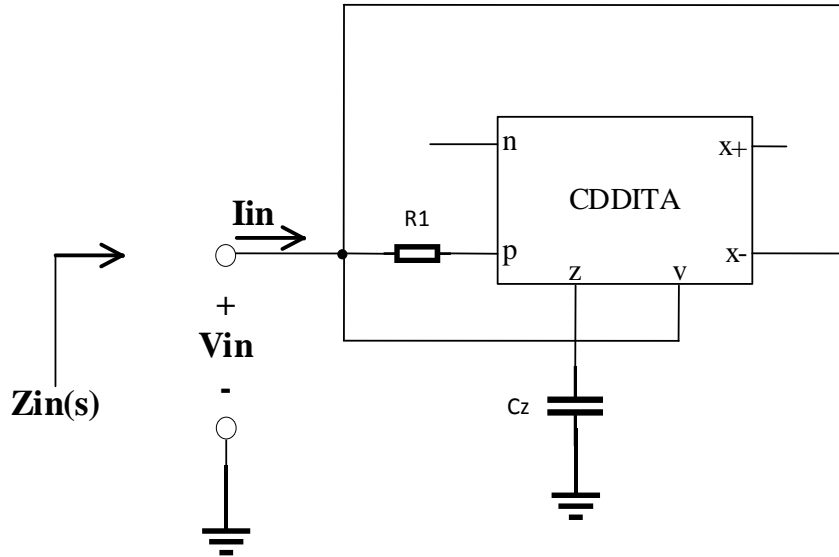 n
x+
CDDITA
Iin
R1
p
x-
z
v
+
Vin
-
Zin(s)
Cz